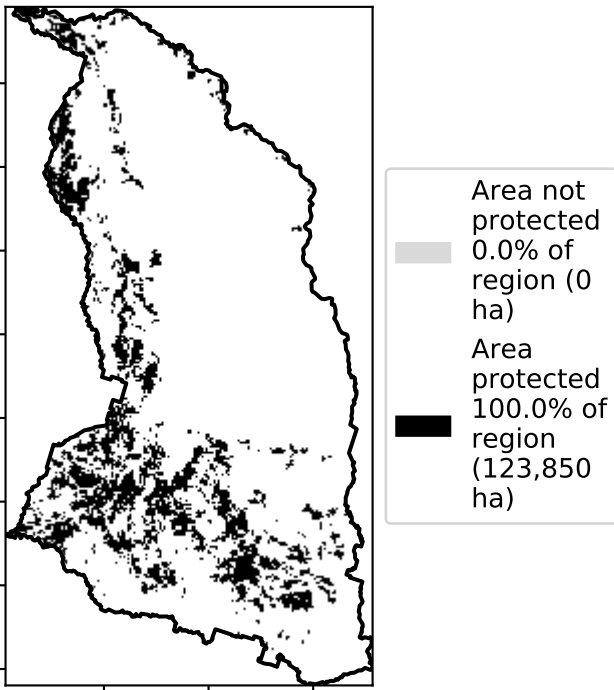 Area not
protected
0.0% of
region (0
ha)
Area
protected
100.0% of
region
(123,850
ha)